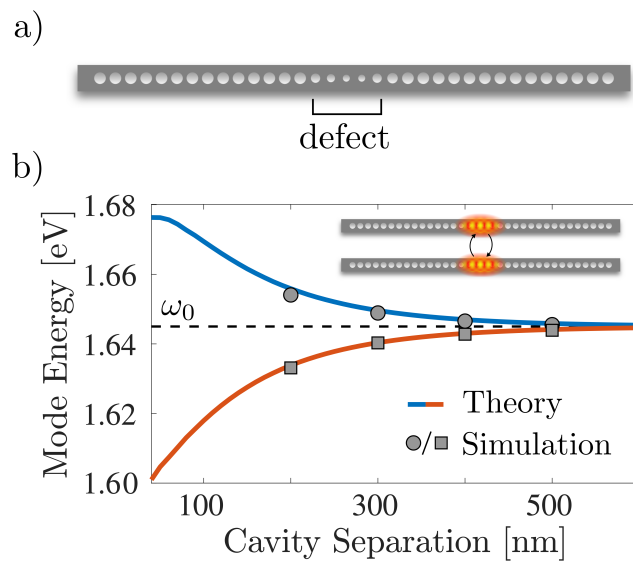 a)
defect
b)
1.68
1.66
1.64
1.62
1.60
Mode Energy [eV]
ω₀
Theory
/ Simulation
100
300
500
Cavity Separation [nm]